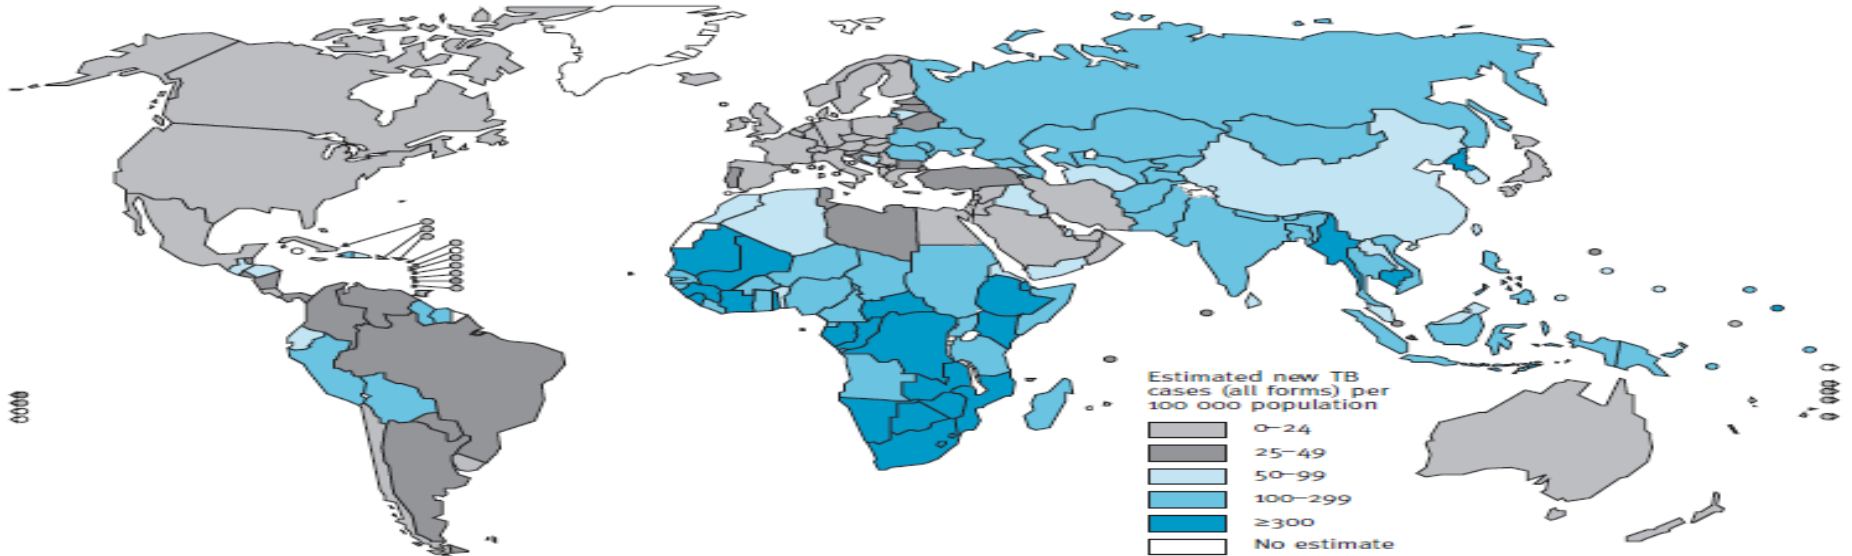 Estimated new TB
cases (all forms) per
100 000 population
0–24
25–49
50–99
100–299
≥300
No estimate